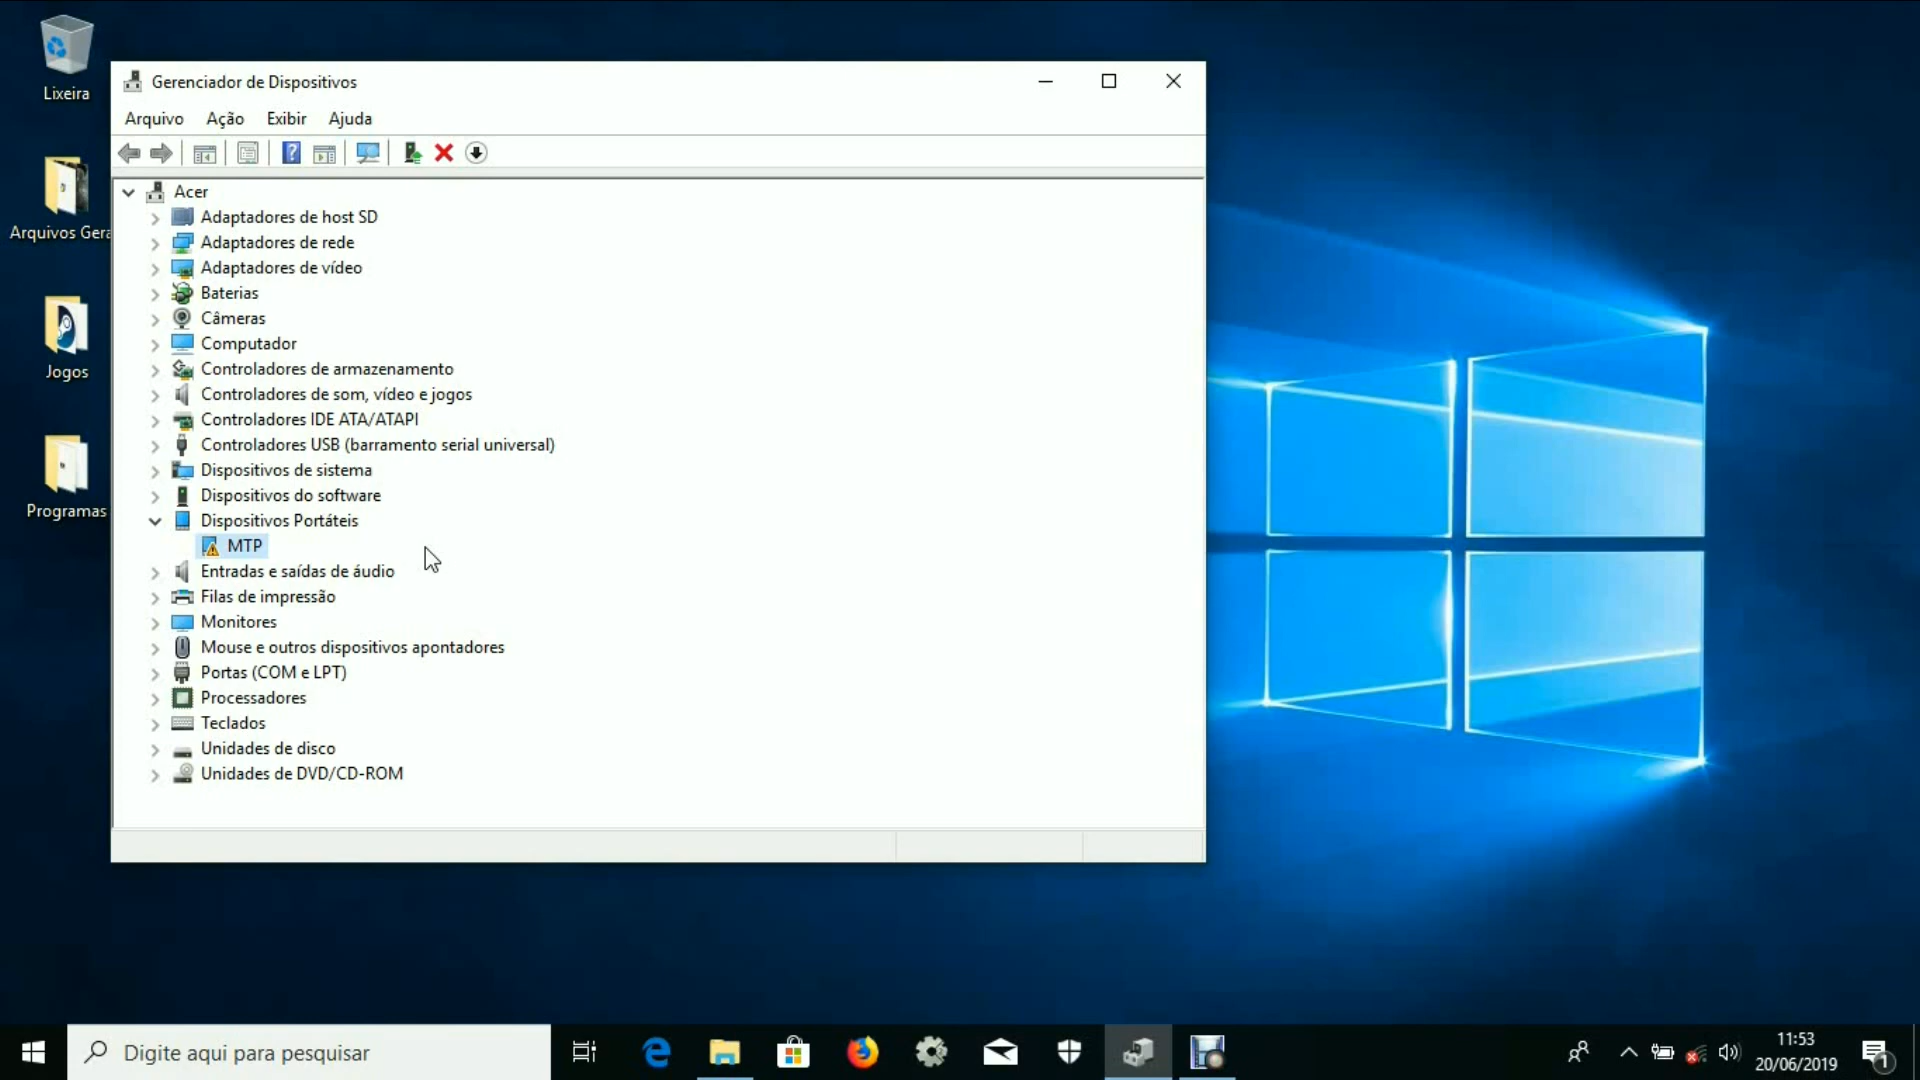 Lixeira
Arquivos Gera
Jogos
Programas
Gerenciador de Dispositivos
Arquivo Ação Exibir Ajuda
Acer
Adaptadores de host SD
Adaptadores de rede
Adaptadores de vídeo
Baterias
Câmeras
Computador
Controladores de armazenamento
Controladores de som, vídeo e jogos
Controladores IDE ATA/ATAPI
Controladores USB (barramento serial universal)
Dispositivos de sistema
Dispositivos do software
Dispositivos Portáteis
MTP
Entradas e saídas de áudio
Filas de impressão
Monitores
Mouse e outros dispositivos apontadores
Portas (COM e LPT)
Processadores
Teclados
Unidades de disco
Unidades de DVD/CD-ROM
Digite aqui para pesquisar
11:53
20/06/2019
1